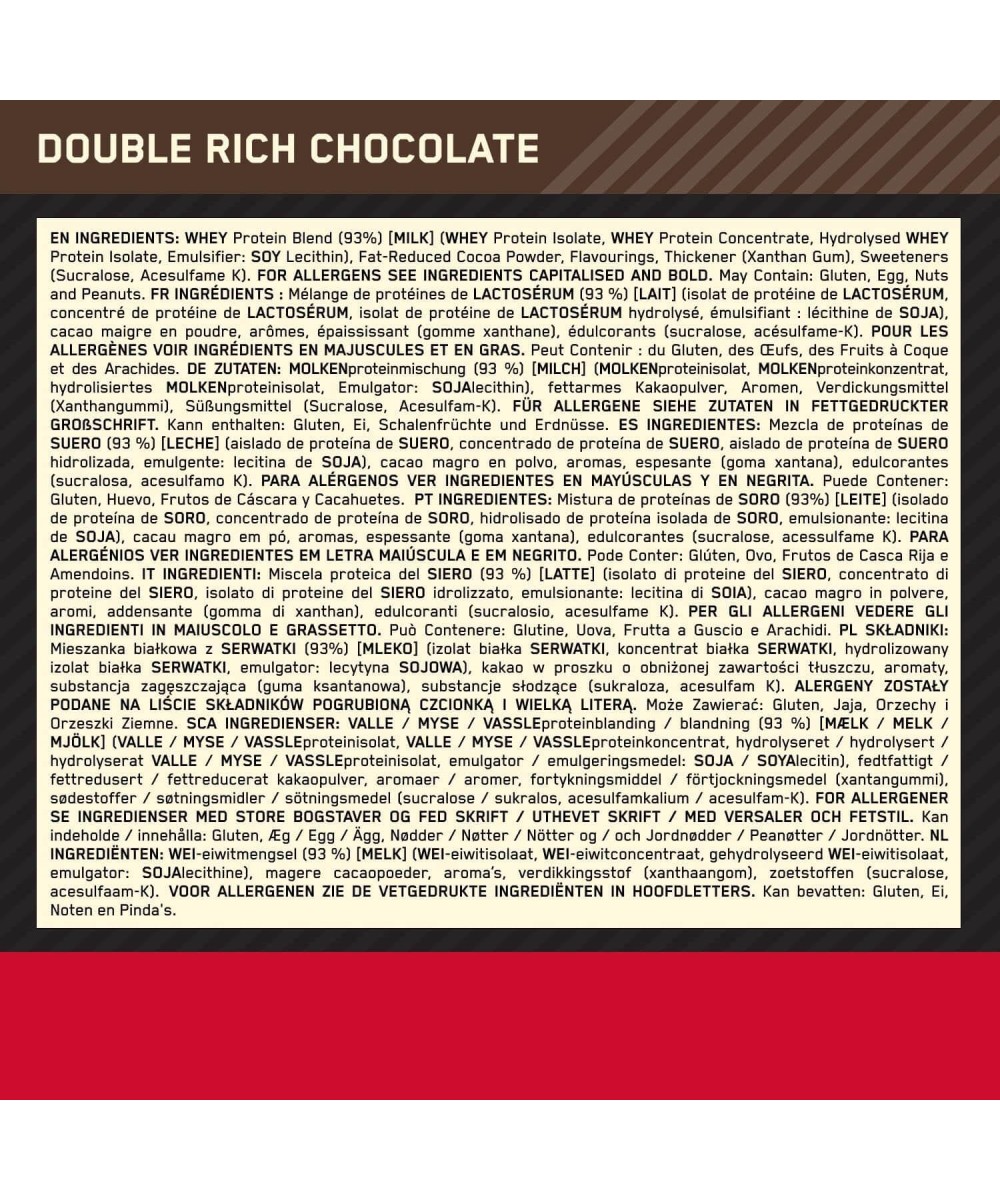 DOUBLE RICH CHOCOLATE
EN INGREDIENTS: WHEY Protein Blend (93%) [MILK] (WHEY Protein Isolate, WHEY Protein Concentrate, Hydrolysed WHEY
Protein Isolate, Emulsifier: SOY Lecithin), Fat-Reduced Cocoa Powder, Flavourings, Thickener (Xanthan Gum), Sweeteners
(Sucralose, Acesulfame K). FOR ALLERGENS SEE INGREDIENTS CAPITALISED AND BOLD. May Contain: Gluten, Egg, Nuts
and Peanuts. FR INGRÉDIENTS : Mélange de protéines de LACTOSÉRUM (93 %) [LAIT] (isolat de protéine de LACTOSÉRUM,
concentré de protéine de LACTOSÉRUM, isolat de protéine de LACTOSÉRUM hydrolysé, émulsifiant : lécithine de SOJA),
cacao maigre en poudre, arômes, épaississant (gomme xanthane), édulcorants (sucralose, acésulfame-K). POUR LES
ALLERGÈNES VOIR INGRÉDIENTS EN MAJUSCULES ET EN GRAS. Peut Contenir : du Gluten, des Œufs, des Fruits à Coque
et des Arachides. DE ZUTATEN: MOLKENproteinmischung (93 %) [MILCH] (MOLKENproteinisolat, MOLKENproteinkonzentrat,
hydrolisiertes MOLKENproteinisolat, Emulgator: SOJAlecithin), fettarmes Kakaopulver, Aromen, Verdickungsmittel
(Xanthangummi), Süßungsmittel (Sucralose, Acesulfam-K). FÜR ALLERGENE SIEHE ZUTATEN IN FETTGEDRUCKTER
GROßSCHRIFT. Kann enthalten: Gluten, Ei, Schalenfrüchte und Erdnüsse. ES INGREDIENTES: Mezcla de proteínas de
SUERO (93 %) [LECHE] (aislado de proteína de SUERO, concentrado de proteína de SUERO, aislado de proteína de SUERO
hidrolizada, emulgente: lecitina de SOJA), cacao magro en polvo, aromas, espesante (goma xantana), edulcorantes
(sucralosa, acesulfamo K). PARA ALÉRGENOS VER INGREDIENTES EN MAYÚSCULAS Y EN NEGRITA. Puede Contener:
Gluten, Huevo, Frutos de Cáscara y Cacahuetes. PT INGREDIENTES: Mistura de proteínas de SORO (93%) [LEITE] (isolado
de proteína de SORO, concentrado de proteína de SORO, hidrolisado de proteína isolada de SORO, emulsionante: lecitina
de SOJA), cacau magro em pó, aromas, espessante (goma xantana), edulcorantes (sucralose, acessulfame K). PARA
ALERGÉNIOS VER INGREDIENTES EM LETRA MAIÚSCULA E EM NEGRITO. Pode Conter: Glúten, Ovo, Frutos de Casca Rija e
Amendoins. IT INGREDIENTI: Miscela proteica del SIERO (93 %) [LATTE] (isolato di proteine del SIERO, concentrato di
proteine del SIERO, isolato di proteine del SIERO idrolizzato, emulsionante: lecitina di SOIA), cacao magro in polvere,
aromi, addensante (gomma di xanthan), edulcoranti (sucralosio, acesulfame K). PER GLI ALLERGENI VEDERE GLI
INGREDIENTI IN MAIUSCOLO E GRASSETTO. Può Contenere: Glutine, Uova, Frutta a Guscio e Arachidi. PL SKŁADNIKI:
Mieszanka białkowa z SERWATKI (93%) [MLEKO] (izolat białka SERWATKI, koncentrat białka SERWATKI, hydrolizowany
izolat białka SERWATKI, emulgator: lecytyna SOJOWA), kakao w proszku o obniżonej zawartości tłuszczu, aromaty,
substancja zagęszczająca (guma ksantanowa), substancje słodzące (sukraloza, acesulfam K). ALERGENY ZOSTAŁY
PODANE NA LIŚCIE SKŁADNIKÓW POGRUBIONĄ CZCIONKĄ I WIELKĄ LITERĄ. Może Zawierać: Gluten, Jaja, Orzechy i
Orzeszki Ziemne. SCA INGREDIENSER: VALLE / MYSE / VASSLEproteinblanding / blandning (93 %) [MÆLK / MELK /
MJÖLK] (VALLE / MYSE / VASSLEproteinisolat, VALLE / MYSE / VASSLEproteinkoncentrat, hydrolyseret / hydrolysert /
hydrolyserat VALLE / MYSE / VASSLEproteinisolat, emulgator / emulgeringsmedel: SOJA / SOYAlecitin), fedtfattigt /
fettredusert / fettreducerat kakaopulver, aromaer / aromer, fortykningsmiddel / förtjockningsmedel (xantangummi),
sødestoffer / søtningsmidler / sötningsmedel (sucralose / sukralos, acesulfamkalium / acesulfam-K). FOR ALLERGENER
SE INGREDIENSER MED STORE BOGSTAVER OG FED SKRIFT / UTHEVET SKRIFT / MED VERSALER OCH FETSTIL. Kan
indeholde / innehålla: Gluten, Æg / Egg / Ägg, Nødder / Nøtter / Nötter og / och Jordnødder / Peanøtter / Jordnötter. NL
INGREDIËNTEN: WEI-eiwitmengsel (93 %) [MELK] (WEI-eiwitisolaat, WEI-eiwitconcentraat, gehydrolyseerd WEI-eiwitisolaat,
emulgator: SOJAlecithine), magere cacaopoeder, aroma's, verdikkingsstof (xanthaangom), zoetstoffen (sucralose,
acesulfaam-K). VOOR ALLERGENEN ZIE DE VETGEDRUKTE INGREDIËNTEN IN HOOFDLETTERS. Kan bevatten: Gluten, Ei,
Noten en Pinda's.